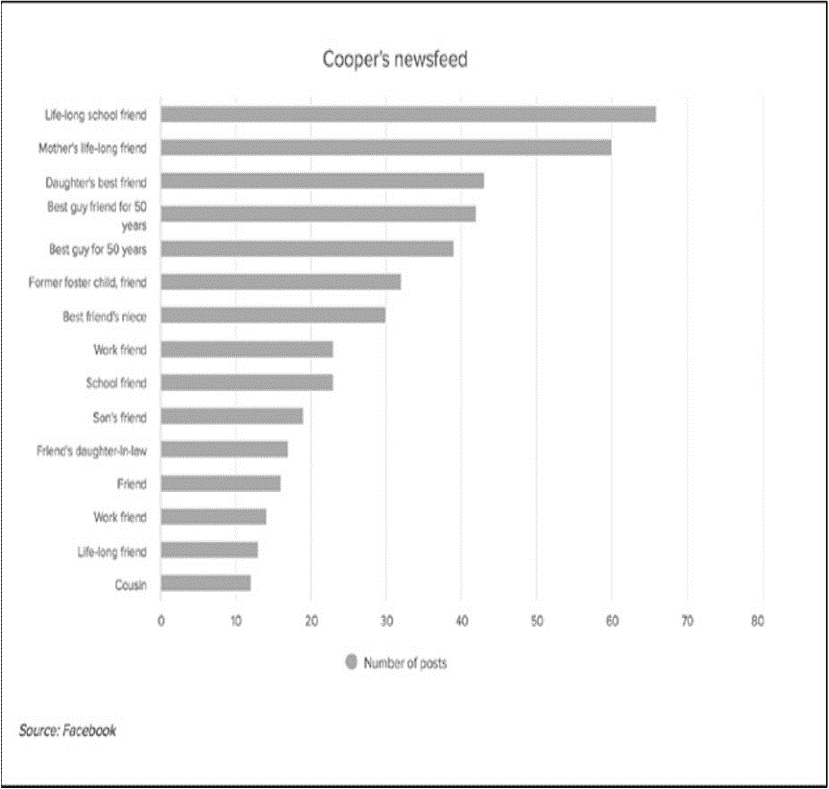 Cooper's newsfeed
Life-long school friend
Mother's life-long friend
Daughter's best friend
Best guy friend for 50
years
Best guy for 50 years
Former foster child, friend
Best friend's niece
Work friend
School friend
Son's friend
Friend's daughter-in-law
Friend
Work friend
Life-long friend
Cousin
0 10 20 30 40 50 60 70 80
Number of posts
Source: Facebook